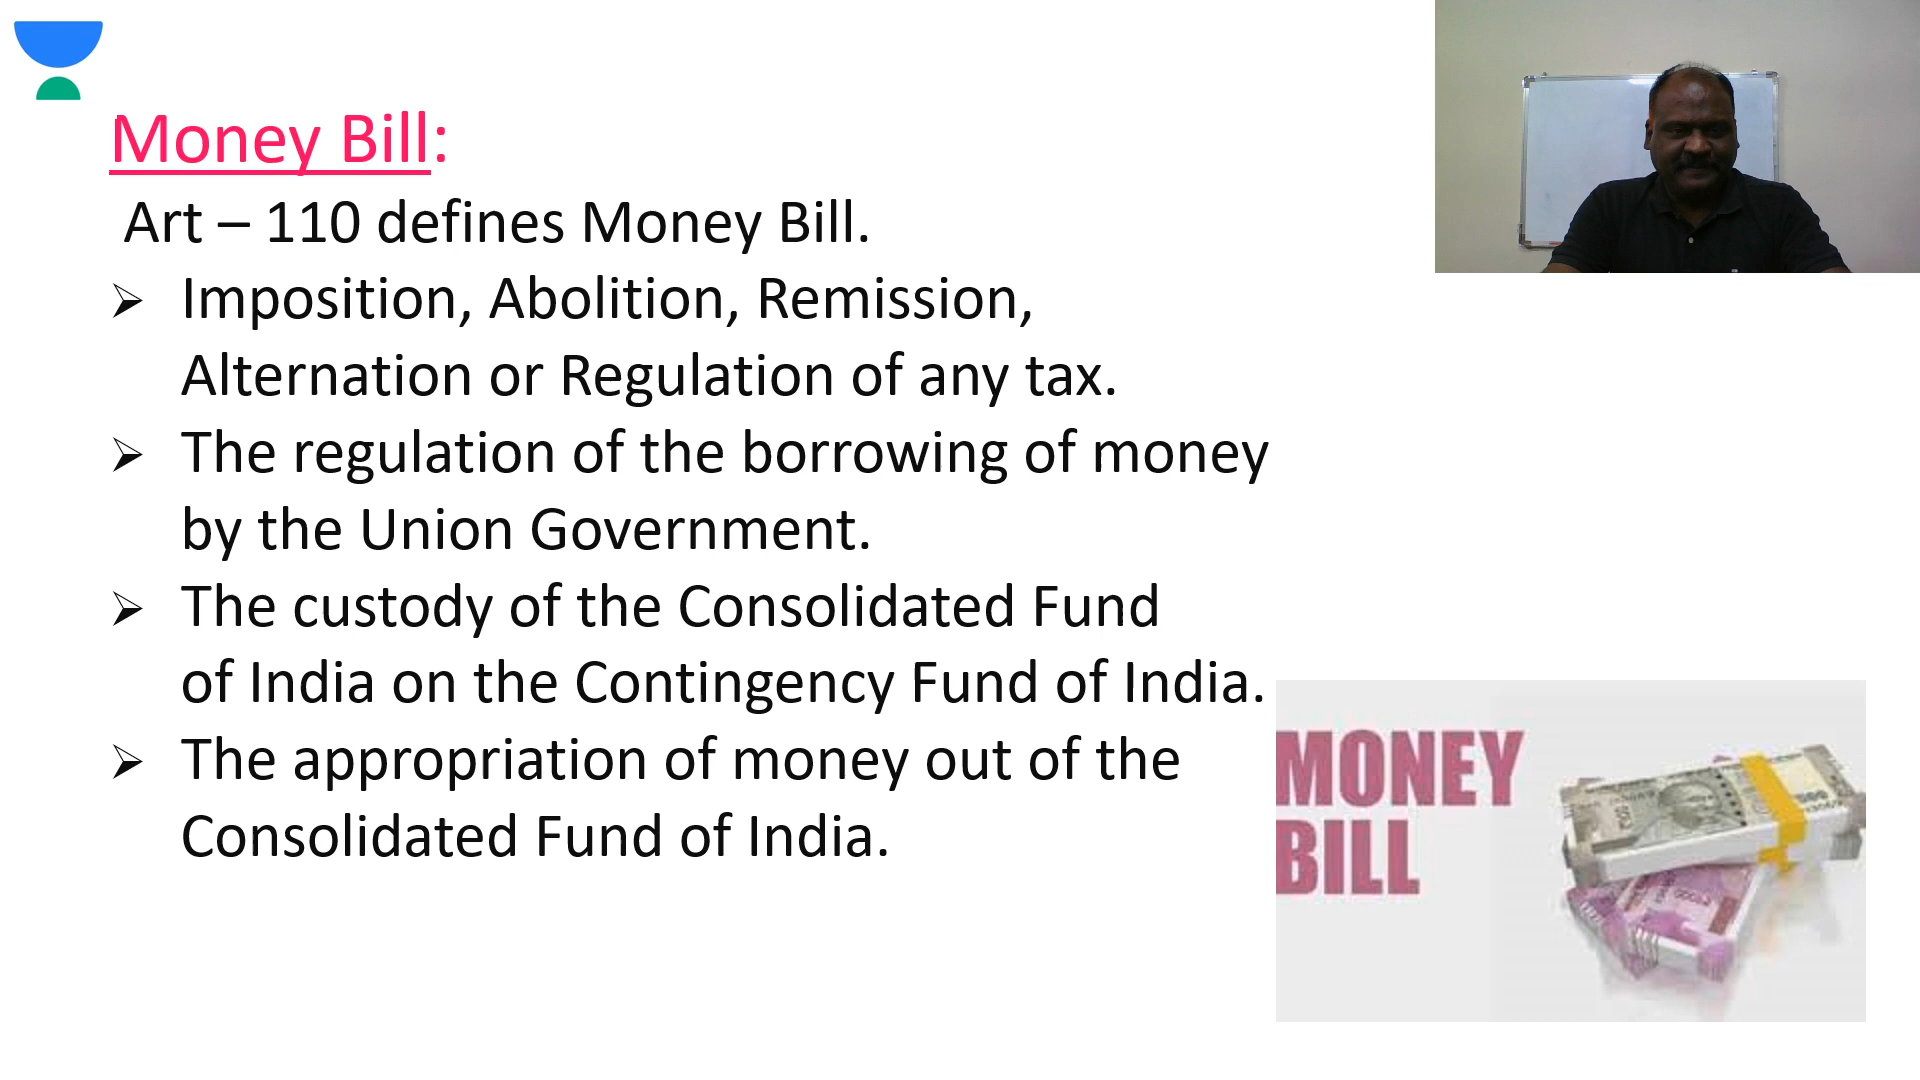 Money Bill:
Art – 110 defines Money Bill.
➢ Imposition, Abolition, Remission,
Alternation or Regulation of any tax.
➢ The regulation of the borrowing of money
by the Union Government.
➢ The custody of the Consolidated Fund
of India on the Contingency Fund of India.
➢ The appropriation of money out of the
Consolidated Fund of India.
MONEY
BILL